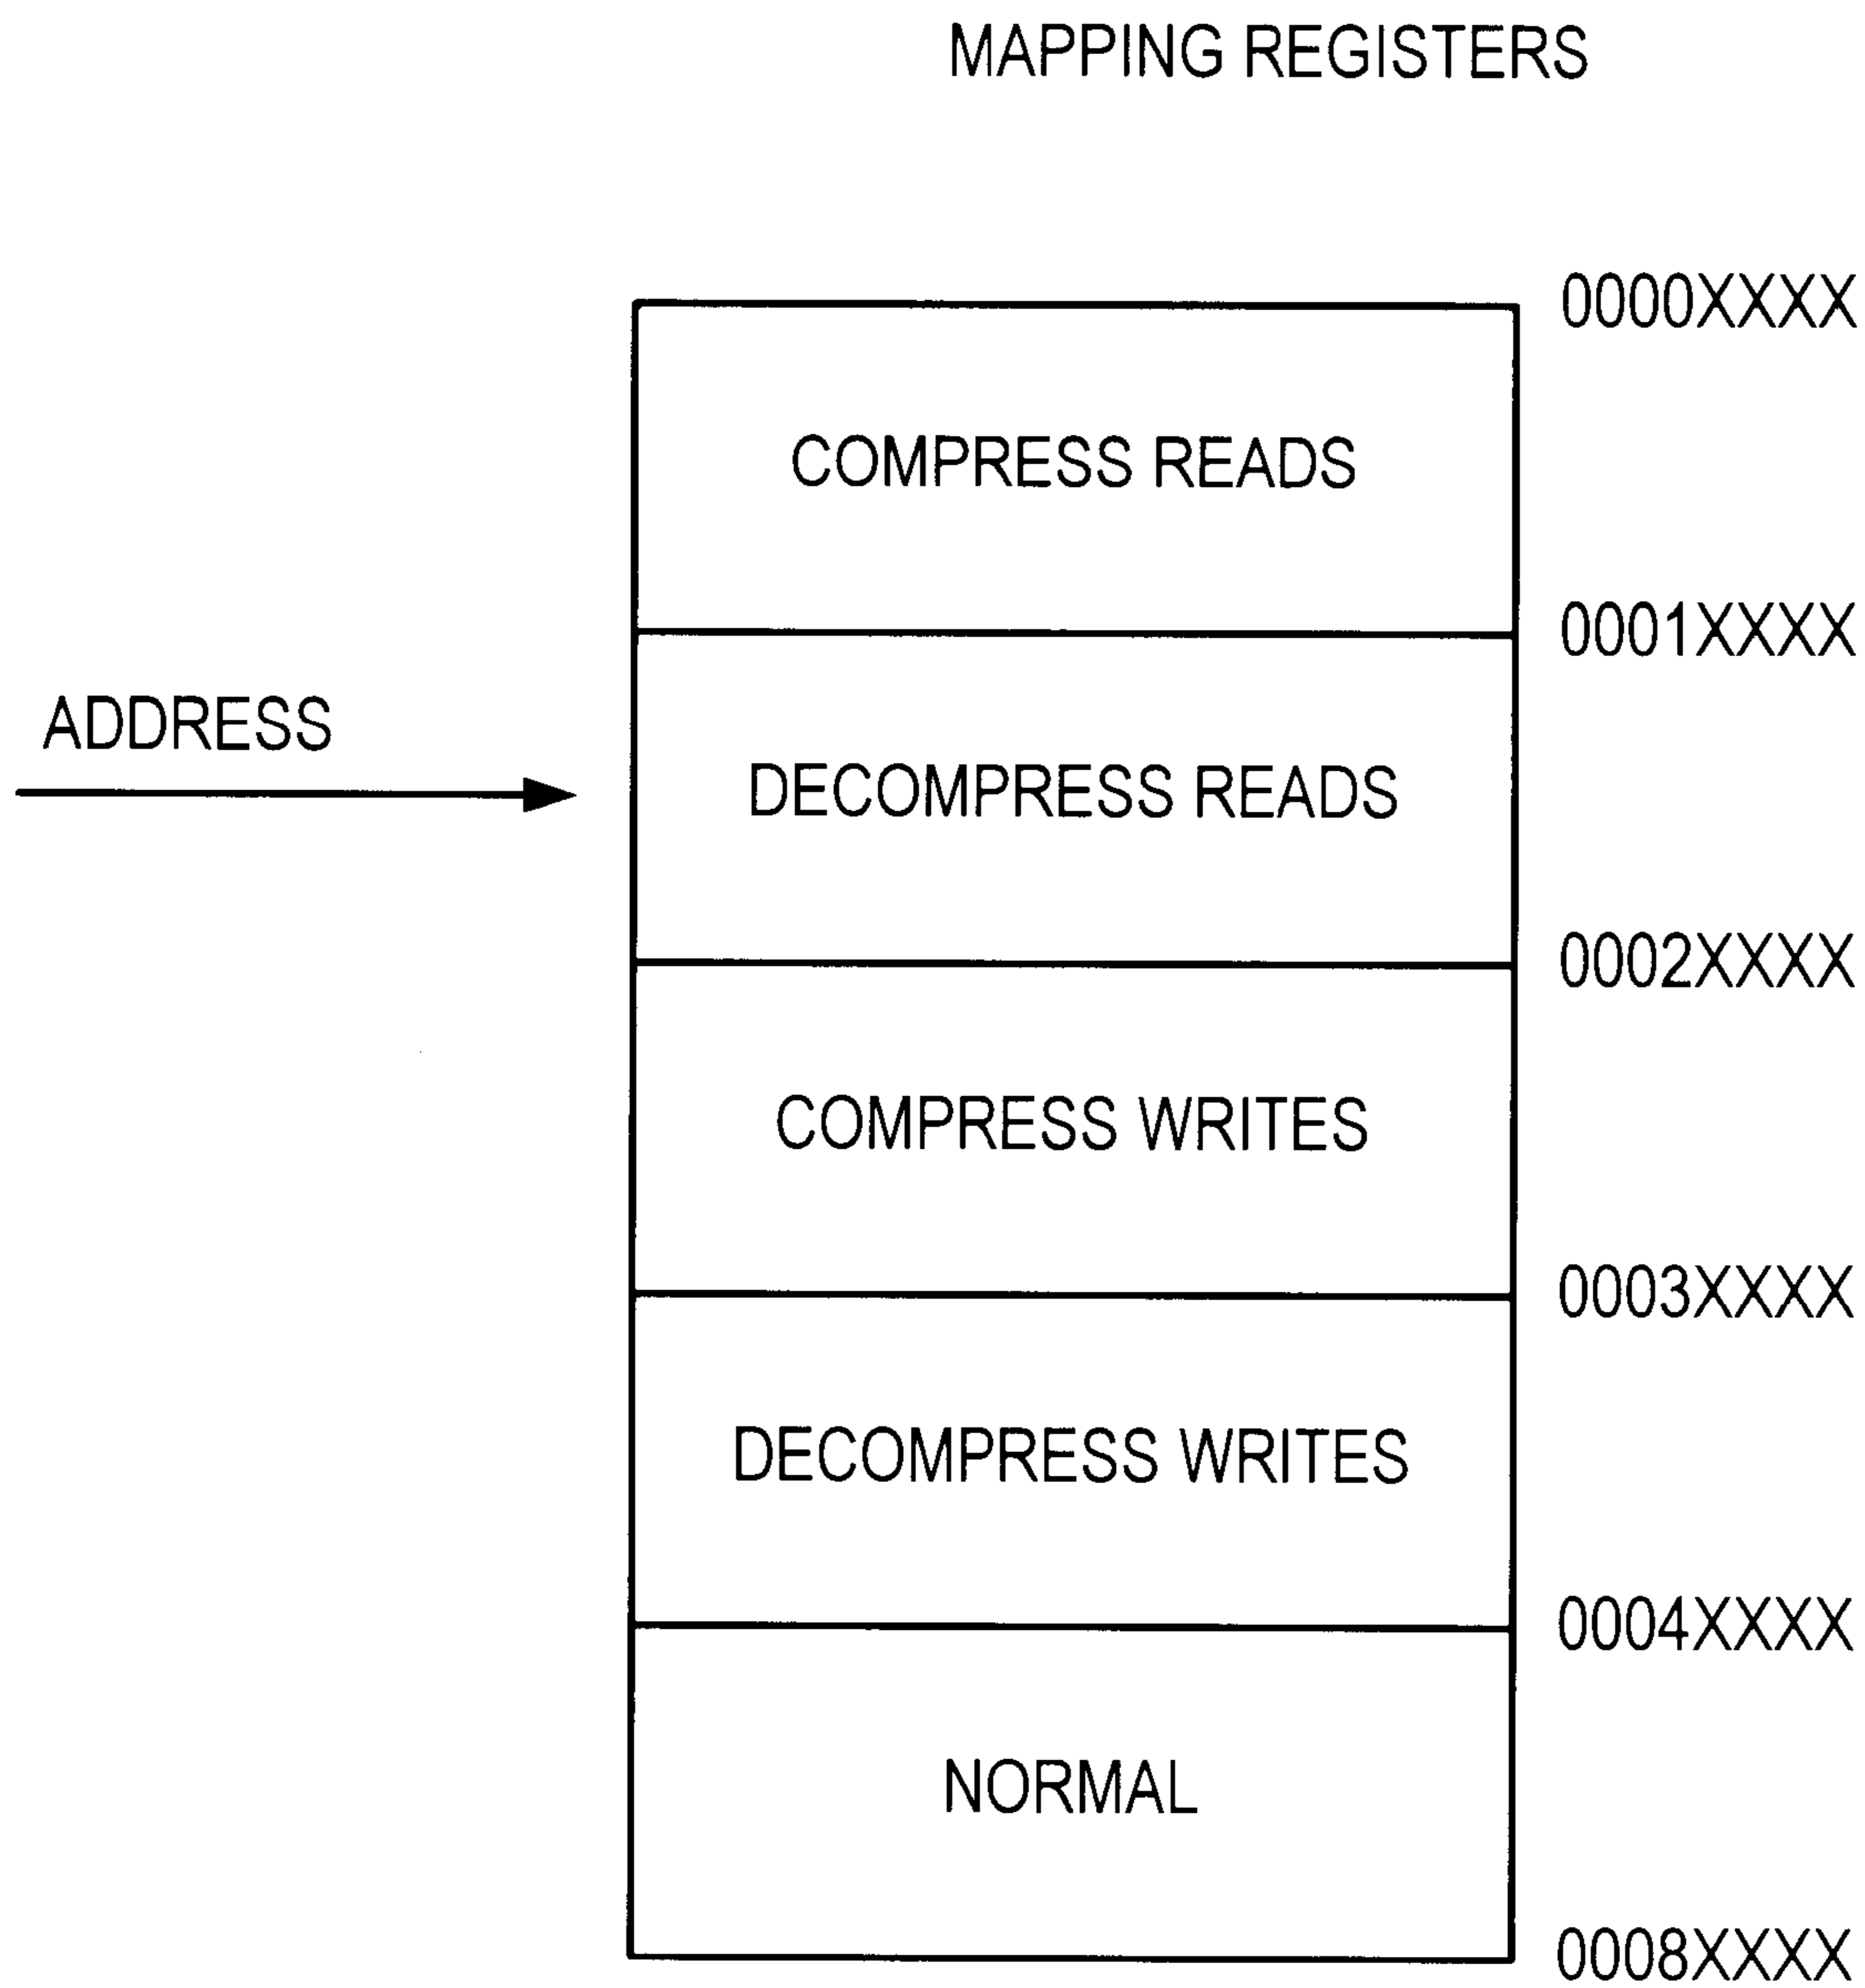 MAPPING REGISTERS
0000XXXX
COMPRESS READS
0001XXXX
ADDRESS
DECOMPRESS READS
0002XXXX
COMPRESS WRITES
0003XXXX
DECOMPRESS WRITES
0004XXXX
NORMAL
0008XXXX